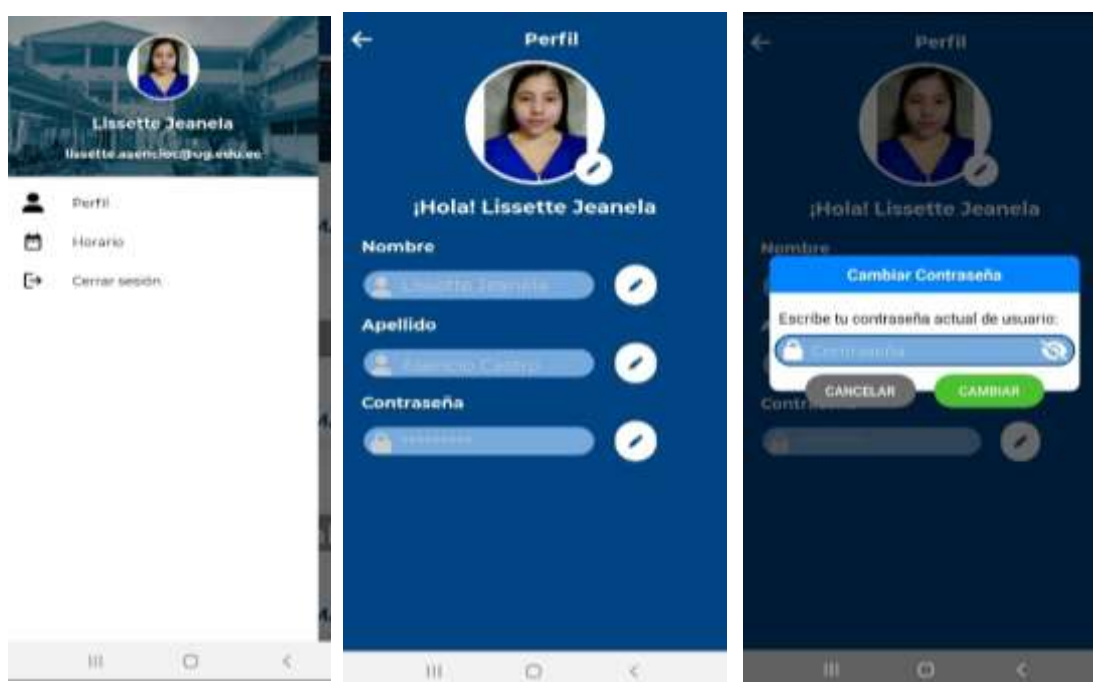 Lissette Jeanela
lissette.asencioc@ug.edu.ec
Perfil
Horario
Cerrar sesión
Perfil
¡Hola! Lissette Jeanela
Nombre
Lissette Jeanela
Apellido
Asencio Castro
Contraseña
*********
Perfil
¡Hola! Lissette Jeanela
Nombre
Cambiar Contraseña
Escribe tu contraseña actual de usuario:
Contraseña
CANCELAR CAMBIAR